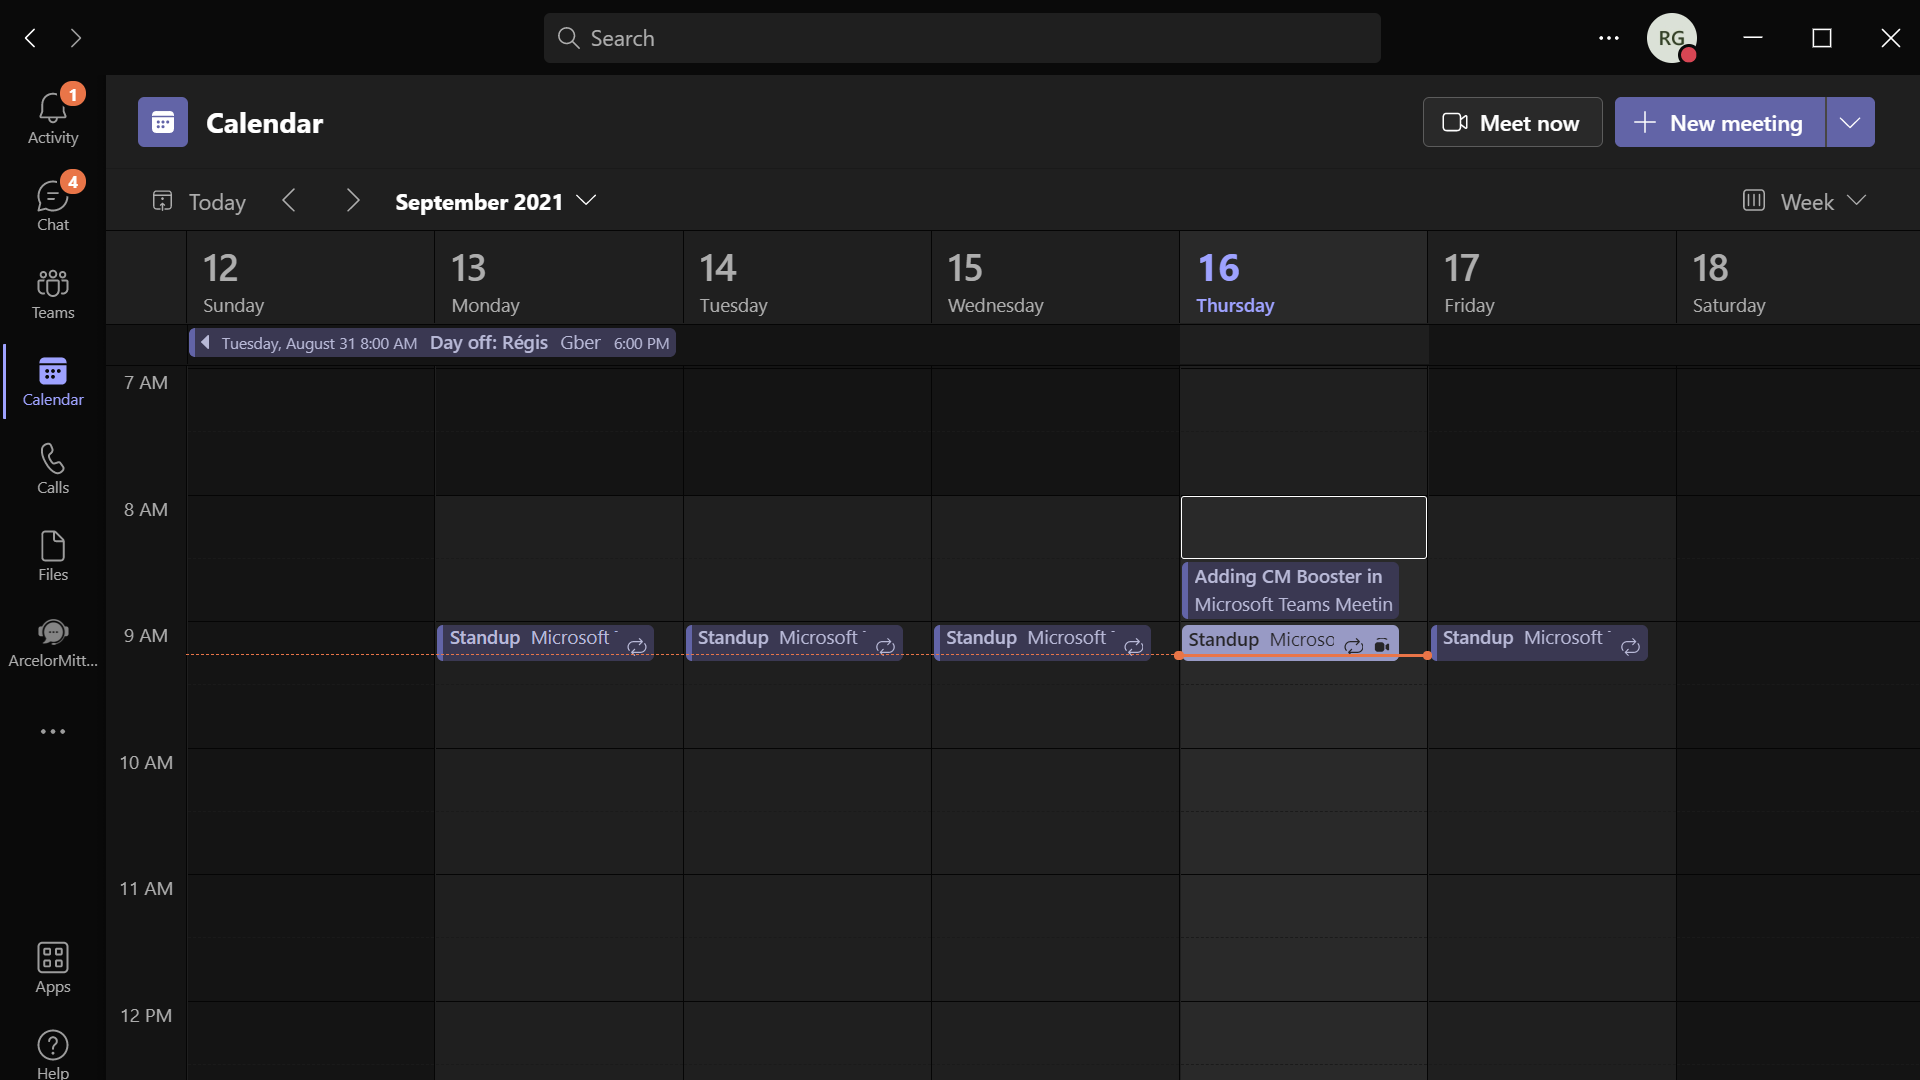 Search
RG
1
Activity
4
Chat
Teams
Calendar
Calls
Files
ArcelorMitt...
Apps
Help
Calendar
Meet now
New meeting
Today
September 2021
Week
12
Sunday
13
Monday
14
Tuesday
15
Wednesday
16
Thursday
17
Friday
18
Saturday
Tuesday, August 31 8:00 AM Day off: Régis Gber 6:00 PM
7 AM
8 AM
Adding CM Booster in
Microsoft Teams Meetin
9 AM
Standup Microsoft
Standup Microsoft
Standup Microsoft
Standup Microso
Standup Microsoft
10 AM
11 AM
12 PM